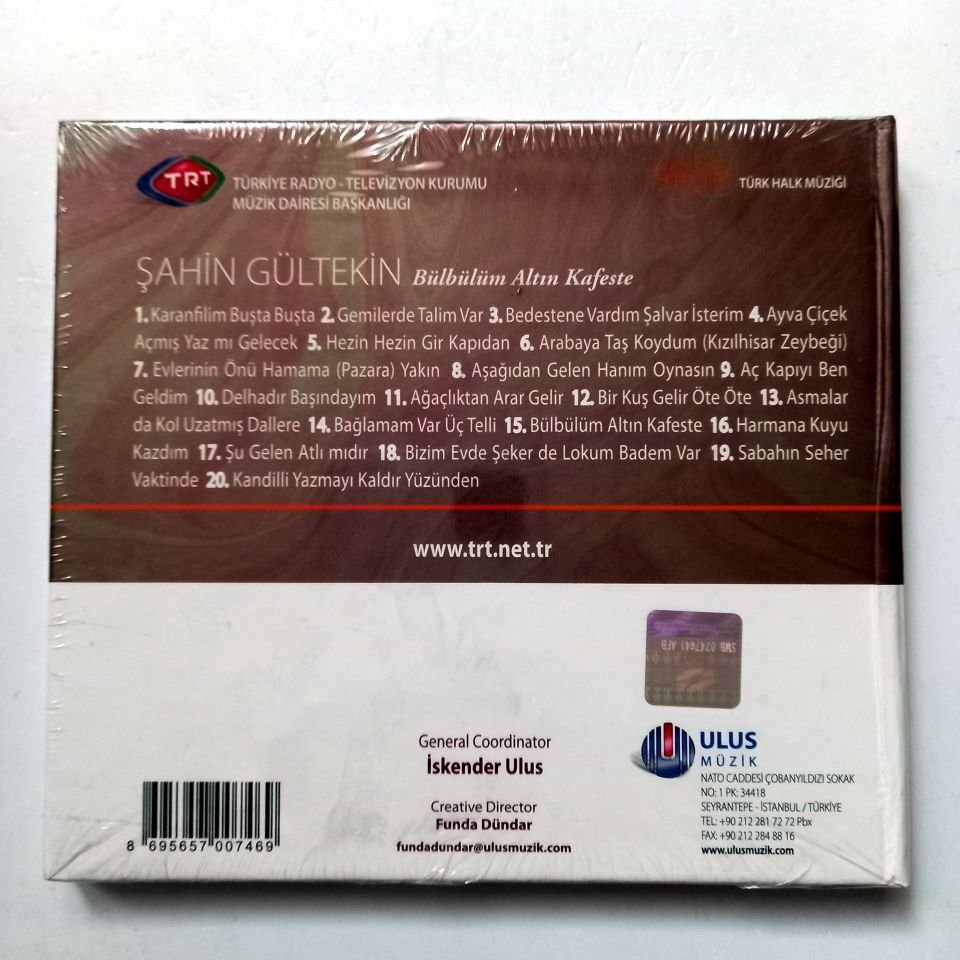 TRT
TÜRKİYE RADYO - TELEVİZYON KURUMU
MÜZİK DAİRESİ BAŞKANLIĞI
TÜRK HALK MÜZİĞİ
ŞAHİN GÜLTEKİN Bülbülüm Altın Kafeste
1. Karanfilim Buşta Buşta 2. Gemilerde Talim Var 3. Bedestene Vardım Şalvar İsterim 4. Ayva Çiçek
Açmış Yaz mı Gelecek 5. Hezin Hezin Gir Kapıdan 6. Arabaya Taş Koydum (Kızılhisar Zeybeği)
7. Evlerinin Önü Hamama (Pazara) Yakın 8. Aşağıdan Gelen Hanım Oynasın 9. Aç Kapıyı Ben
Geldim 10. Delhadır Başındayım 11. Ağaçlıktan Arar Gelir 12. Bir Kuş Gelir Öte Öte 13. Asmalar
da Kol Uzatmış Dallere 14. Bağlamam Var Üç Telli 15. Bülbülüm Altın Kafeste 16. Harmana Kuyu
Kazdım 17. Şu Gelen Atlı mıdır 18. Bizim Evde Şeker de Lokum Badem Var 19. Sabahın Seher
Vaktinde 20. Kandilli Yazmayı Kaldır Yüzünden
www.trt.net.tr
SMB 0747641 AFB
General Coordinator
İskender Ulus
Creative Director
Funda Dündar
fundadundar@ulusmuzik.com
ULUS
MÜZİK
NATO CADDESİ ÇOBANYILDIZI SOKAK
NO: 1 PK: 34418
SEYRANTEPE - İSTANBUL / TÜRKİYE
TEL: +90 212 281 72 72 Pbx
FAX: +90 212 284 88 16
www.ulusmuzik.com
8 695657 007469